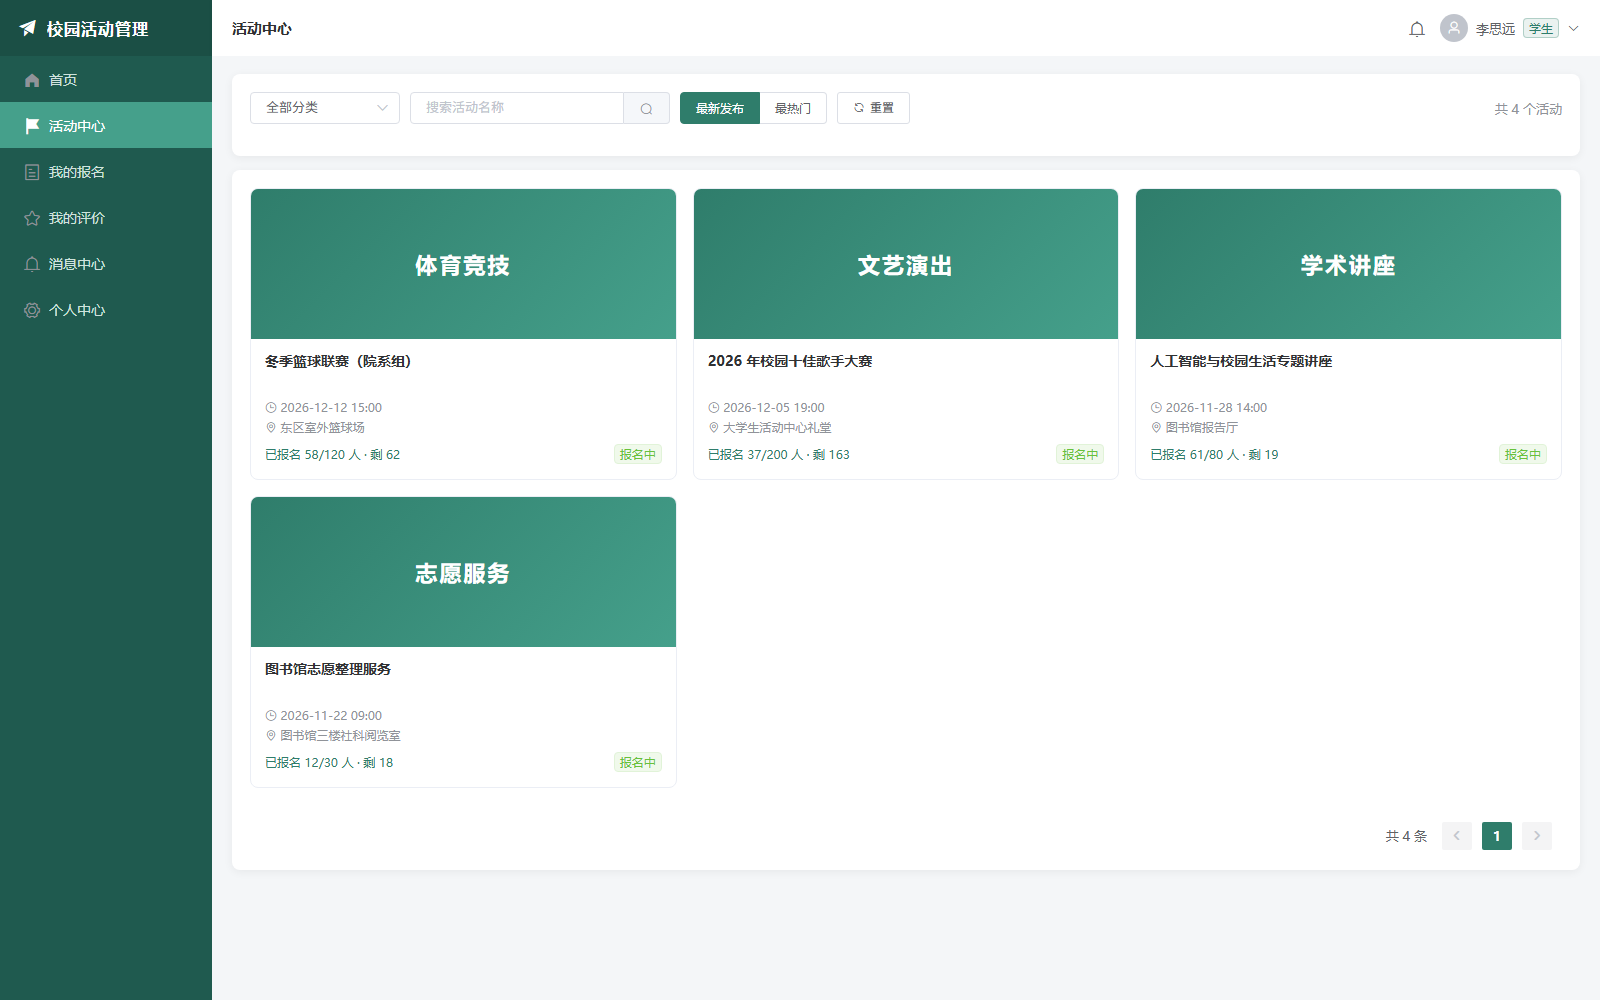 校园活动管理
首页
活动中心
我的报名
我的评价
消息中心
个人中心
活动中心
李思远 学生
全部分类 搜索活动名称 最新发布 最热门 重置 共 4 个活动
体育竞技
冬季篮球联赛（院系组）
2026-12-12 15:00
东区室外篮球场
已报名 58/120 人 · 剩 62 报名中
文艺演出
2026 年校园十佳歌手大赛
2026-12-05 19:00
大学生活动中心礼堂
已报名 37/200 人 · 剩 163 报名中
学术讲座
人工智能与校园生活专题讲座
2026-11-28 14:00
图书馆报告厅
已报名 61/80 人 · 剩 19 报名中
志愿服务
图书馆志愿整理服务
2026-11-22 09:00
图书馆三楼社科阅览室
已报名 12/30 人 · 剩 18 报名中
共 4 条 1